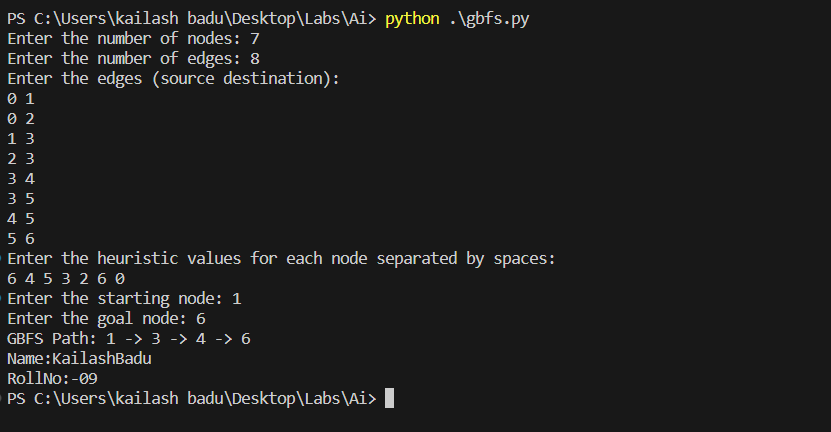 PS C:\Users\kailash badu\Desktop\Labs\Ai> python .\gbfs.py
Enter the number of nodes: 7
Enter the number of edges: 8
Enter the edges (source destination):
0 1
0 2
1 3
2 3
3 4
3 5
4 5
5 6
Enter the heuristic values for each node separated by spaces:
6 4 5 3 2 6 0
Enter the starting node: 1
Enter the goal node: 6
GBFS Path: 1 -> 3 -> 4 -> 6
Name:KailashBadu
RollNo:-09
PS C:\Users\kailash badu\Desktop\Labs\Ai>